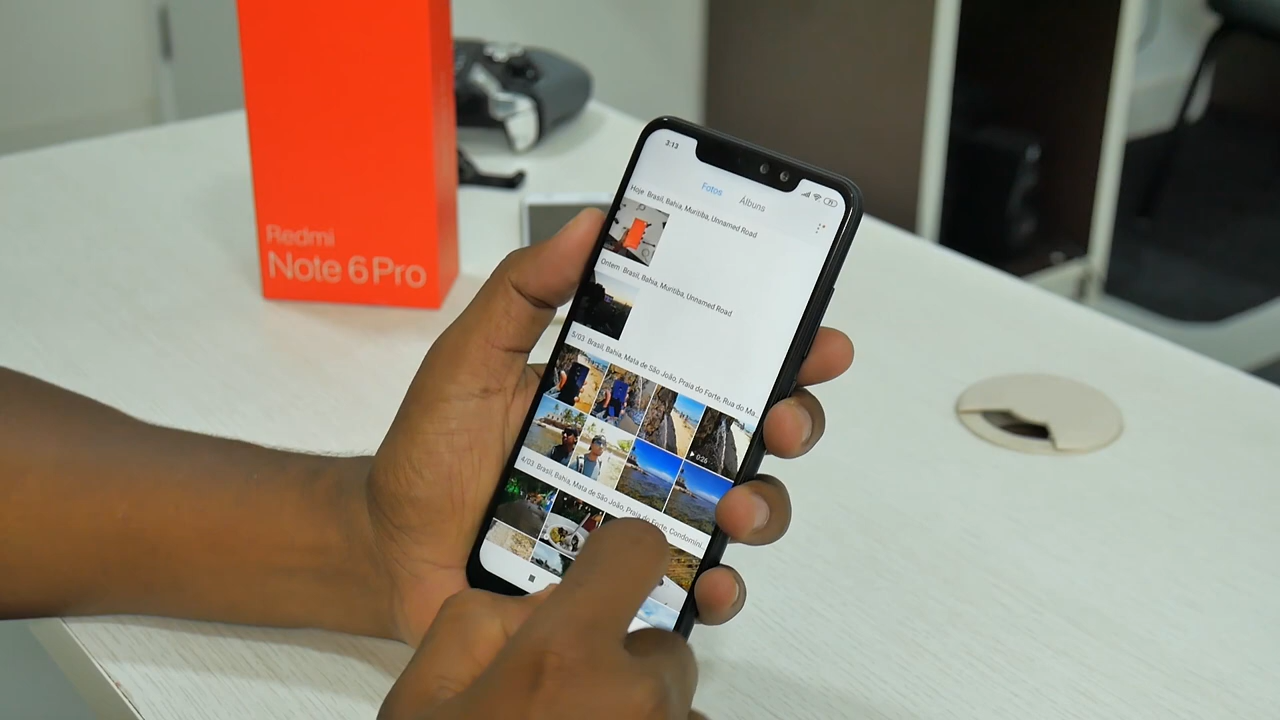 Redmi
Note 6 Pro
3:13
Fotos
Álbuns
Hoje Brasil, Bahia, Muritiba, Unnamed Road
Ontem Brasil, Bahia, Muritiba, Unnamed Road
5/03 Brasil, Bahia, Mata de São João, Praia do Forte, Rua do Ma...
0:26
4/03 Brasil, Bahia, Mata de São João, Praia do Forte, Condomini...